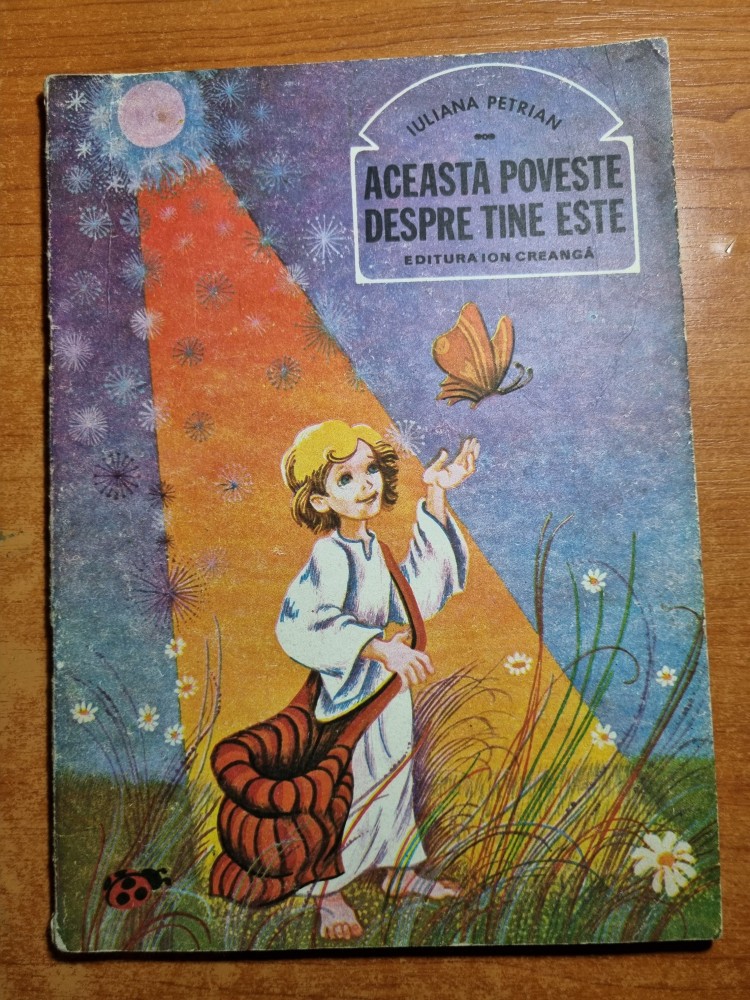 IULIANA PETRIAN
ACEASTĂ POVESTE
DESPRE TINE ESTE
EDITURA ION CREANGĂ